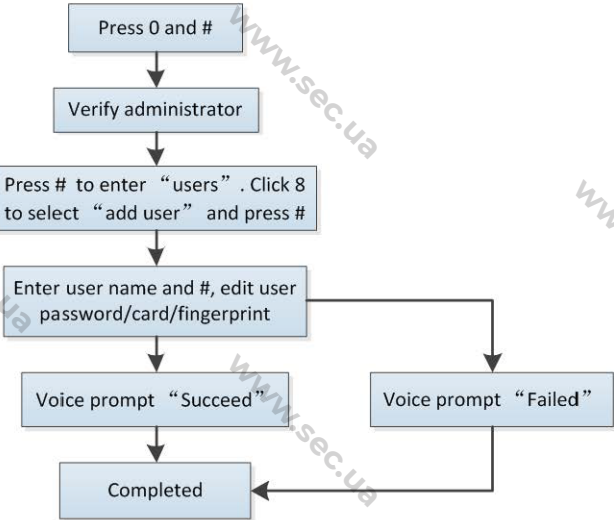 Press 0 and #
www.sec.ua
Verify administrator
Press # to enter “users”. Click 8
to select “add user” and press #
ww
Enter user name and #, edit user
password/card/fingerprint
ua
Voice prompt “Succeed”
Voice prompt “Failed”
www.sec.ua
Completed